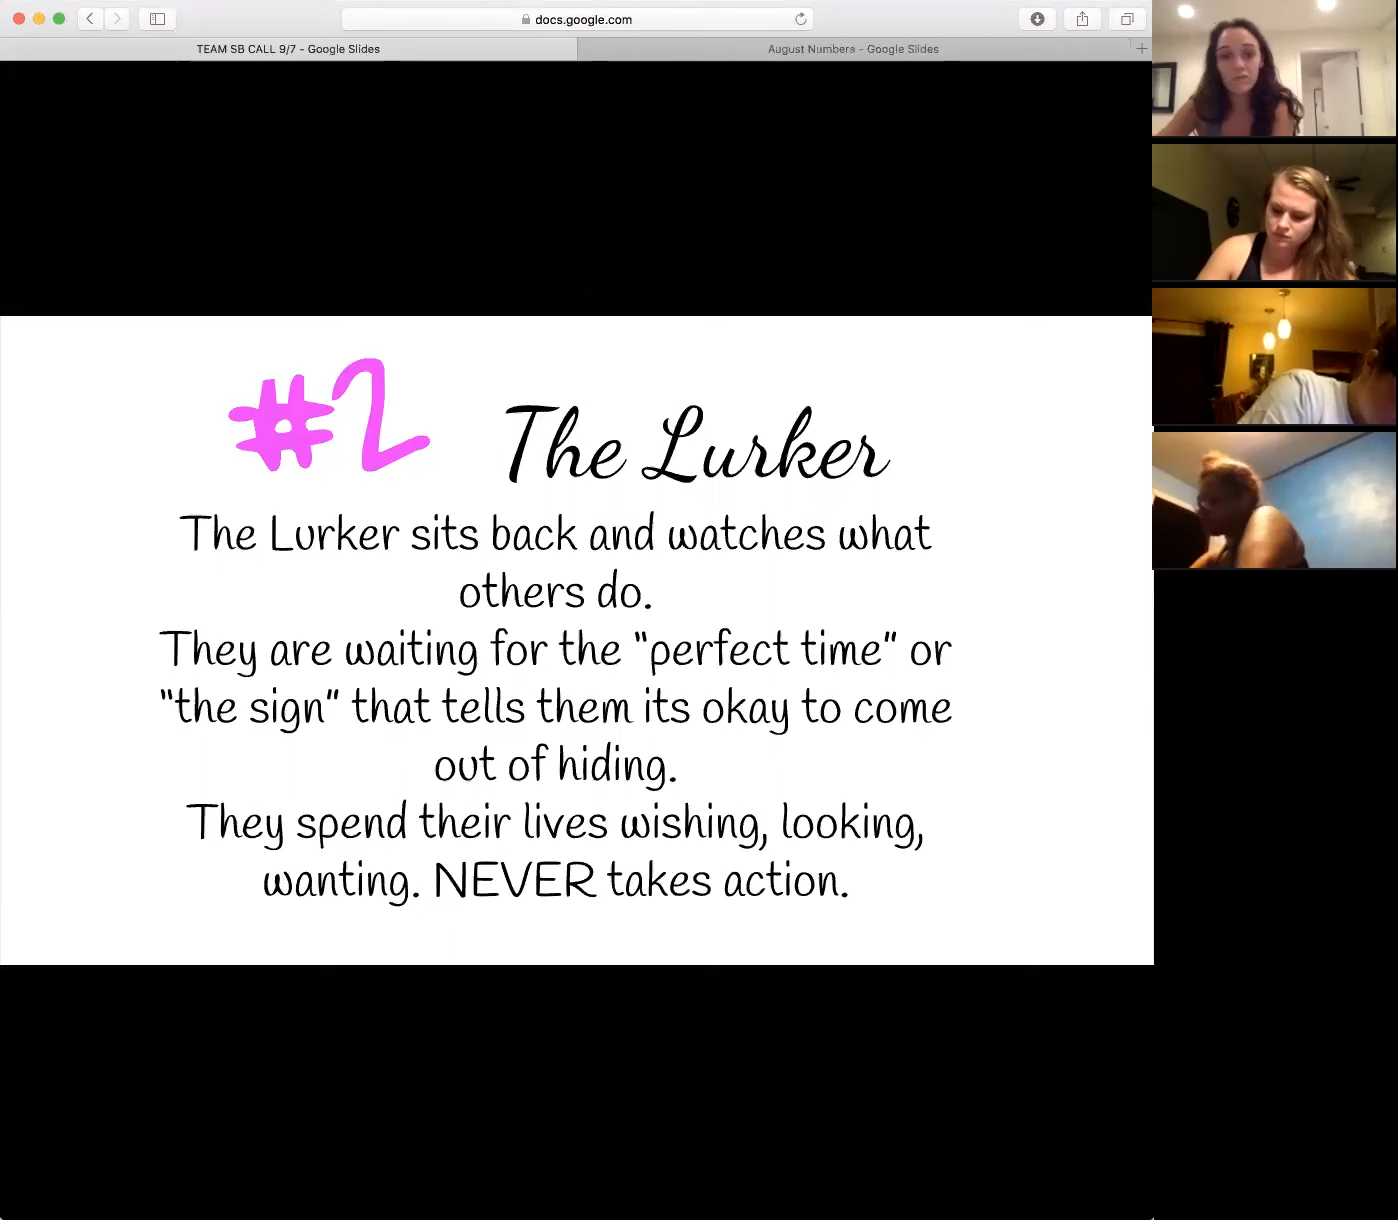 docs.google.com
TEAM SB CALL 9/7 - Google Slides
August Numbers - Google Slides
#2 The Lurker
The Lurker sits back and watches what
others do.
They are waiting for the "perfect time" or
"the sign" that tells them its okay to come
out of hiding.
They spend their lives wishing, looking,
wanting. NEVER takes action.